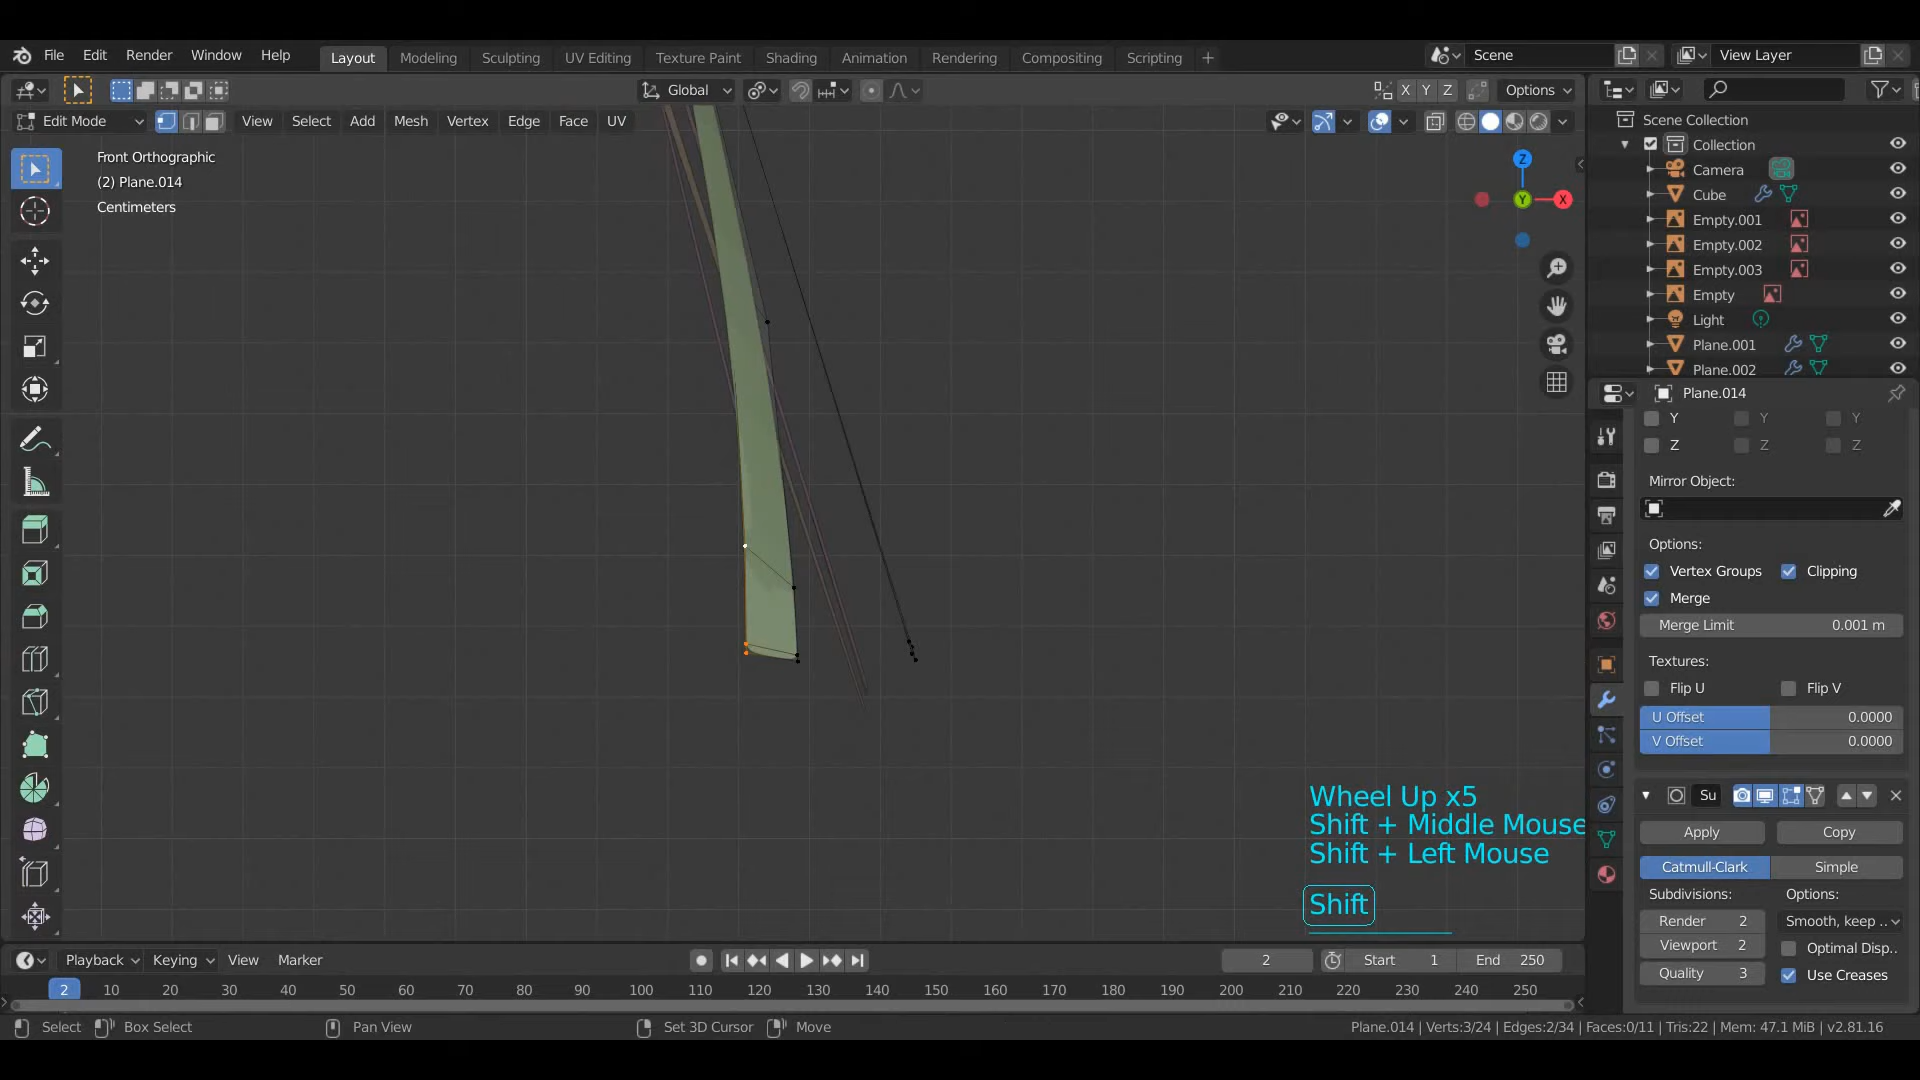 File Edit Render Window Help Layout Modeling Sculpting UV Editing Texture Paint Shading Animation Rendering Compositing Scripting + Scene View Layer
Global X Y Z Options
Edit Mode View Select Add Mesh Vertex Edge Face UV
Front Orthographic
(2) Plane.014
Centimeters
Z
Y
X
Scene Collection
Collection
Camera
Cube
Empty.001
Empty.002
Empty.003
Empty
Light
Plane.001
Plane.002
Plane.014
Y Y Y
Z Z Z
Mirror Object:
Options:
Vertex Groups Clipping
Merge
Merge Limit 0.001 m
Textures:
Flip U Flip V
U Offset 0.0000
V Offset 0.0000
Su
Apply Copy
Catmull-Clark Simple
Subdivisions: Options:
Render 2 Smooth, keep ..
Viewport 2 Optimal Disp..
Quality 3 Use Creases
Wheel Up x5
Shift + Middle Mouse
Shift + Left Mouse
Shift
Playback Keying View Marker 2 Start 1 End 250
2 10 20 30 40 50 60 70 80 90 100 110 120 130 140 150 160 170 180 190 200 210 220 230 240 250
Select Box Select Pan View Set 3D Cursor Move Plane.014 | Verts:3/24 | Edges:2/34 | Faces:0/11 | Tris:22 | Mem: 47.1 MiB | v2.81.16